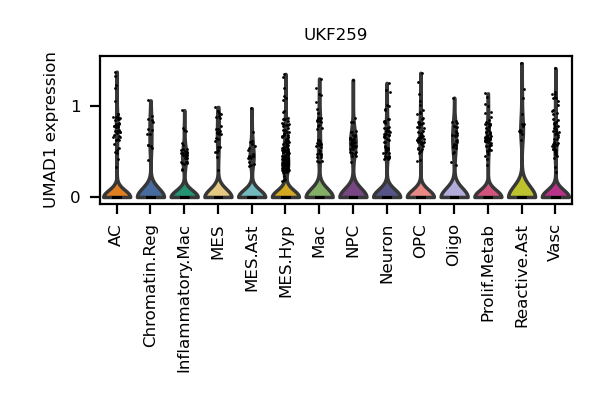 UKF259
UMAD1 expression
1
0
AC
Chromatin.Reg
Inflammatory.Mac
MES
MES.Ast
MES.Hyp
Mac
NPC
Neuron
OPC
Oligo
Prolif.Metab
Reactive.Ast
Vasc